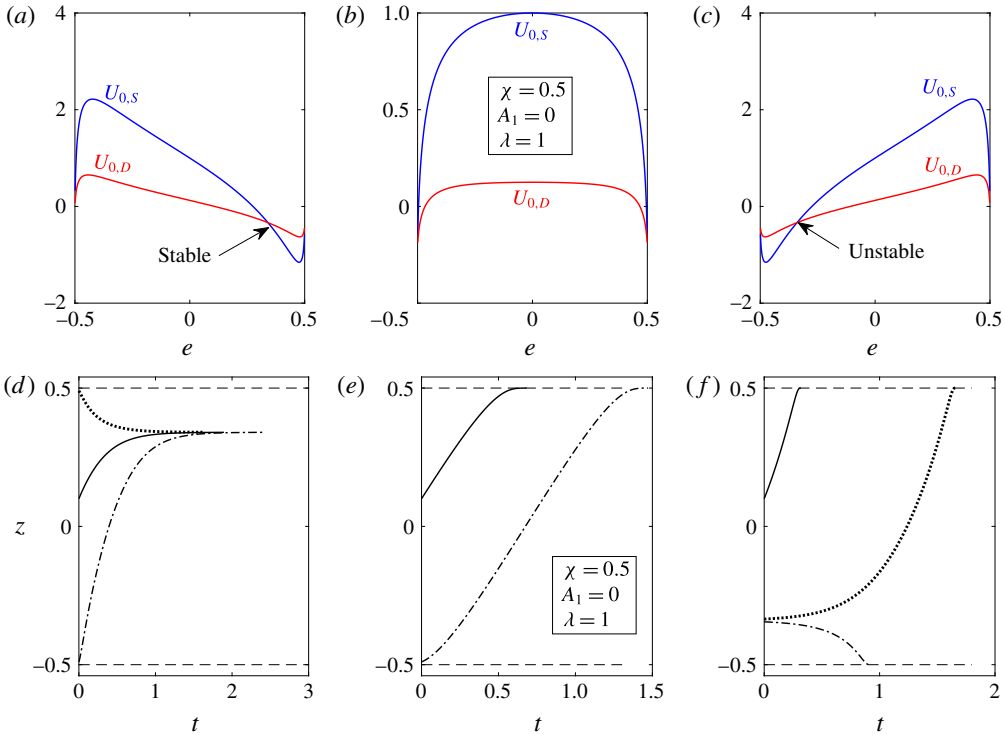 (a)
4
2
0
−2
−0.5
0
0.5
e
U0,S
U0,D
Stable
(b)
1.0
0.5
0
−0.5
0
0.5
e
U0,S
χ = 0.5
A1 = 0
λ = 1
U0,D
(c)
4
2
0
−2
−0.5
0
0.5
e
U0,S
U0,D
Unstable
(d)
0.5
0
−0.5
z
0
1
2
3
t
(e)
0.5
0
−0.5
χ = 0.5
A1 = 0
λ = 1
0
0.5
1.0
1.5
t
(f)
0.5
0
−0.5
0
1
2
t